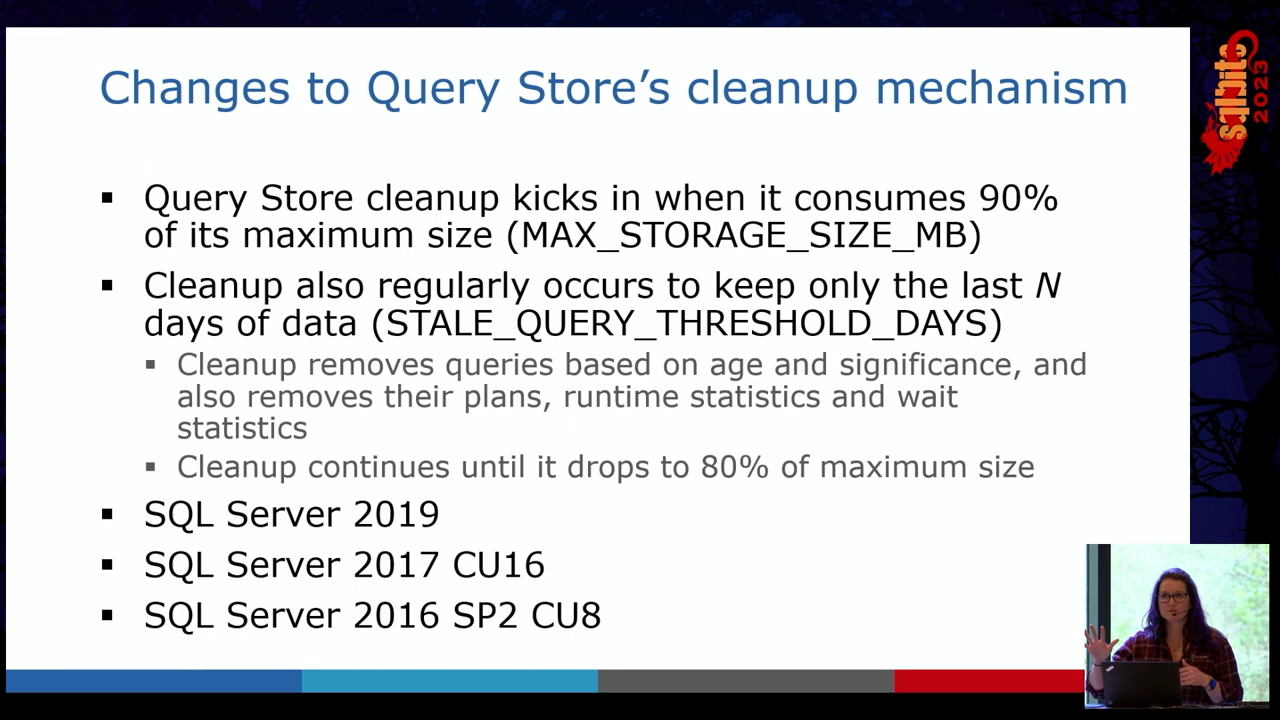 Changes to Query Store's cleanup mechanism
▪ Query Store cleanup kicks in when it consumes 90%
of its maximum size (MAX_STORAGE_SIZE_MB)
▪ Cleanup also regularly occurs to keep only the last N
days of data (STALE_QUERY_THRESHOLD_DAYS)
▪ Cleanup removes queries based on age and significance, and
also removes their plans, runtime statistics and wait
statistics
▪ Cleanup continues until it drops to 80% of maximum size
▪ SQL Server 2019
▪ SQL Server 2017 CU16
▪ SQL Server 2016 SP2 CU8
sqlbits
2023